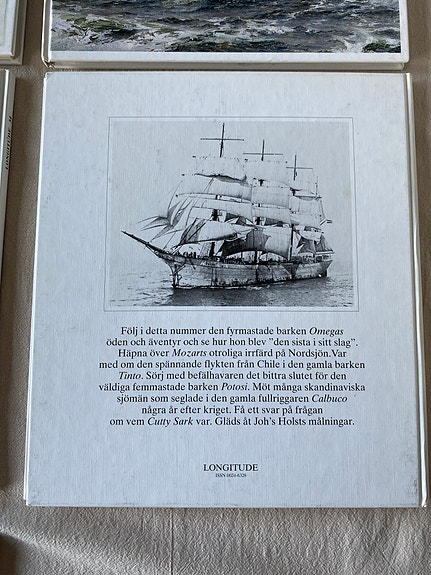 Följ i detta nummer den fyrmastade barken Omegas
öden och äventyr och se hur hon blev "den sista i sitt slag".
Häpna över Mozarts otroliga irrfärd på Nordsjön.Var
med om den spännande flykten från Chile i den gamla barken
Tinto. Sörj med befälhavaren det bittra slutet för den
väldiga femmastade barken Potosi. Möt många skandinaviska
sjömän som seglade i den gamla fullriggaren Calbuco
några år efter kriget. Få ett svar på frågan
om vem Cutty Sark var. Gläds åt Joh's Holsts målningar.
LONGITUDE
ISSN 0024-6328
LONGITUDE